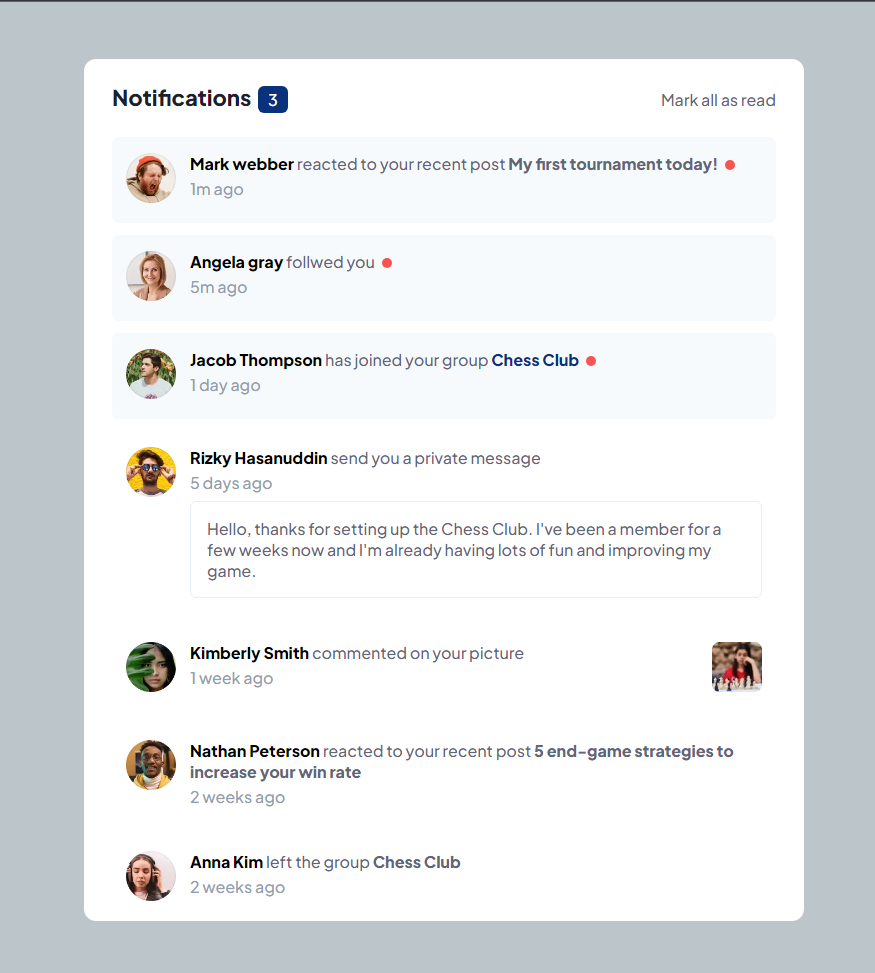 Notifications 3
Mark all as read
Mark webber reacted to your recent post My first tournament today!
1m ago
Angela gray follwed you
5m ago
Jacob Thompson has joined your group Chess Club
1 day ago
Rizky Hasanuddin send you a private message
5 days ago
Hello, thanks for setting up the Chess Club. I've been a member for a
few weeks now and I'm already having lots of fun and improving my
game.
Kimberly Smith commented on your picture
1 week ago
Nathan Peterson reacted to your recent post 5 end-game strategies to
increase your win rate
2 weeks ago
Anna Kim left the group Chess Club
2 weeks ago